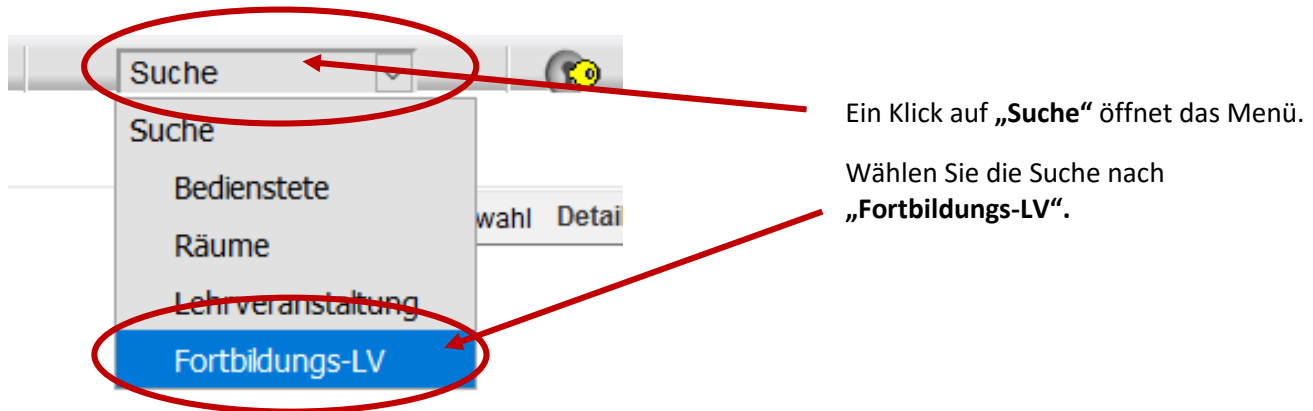 Suche
Suche
Bedienstete
Räume
Lehrveranstaltung
Fortbildungs-LV
wahl Detail
Ein Klick auf „Suche“ öffnet das Menü.
Wählen Sie die Suche nach
„Fortbildungs-LV".